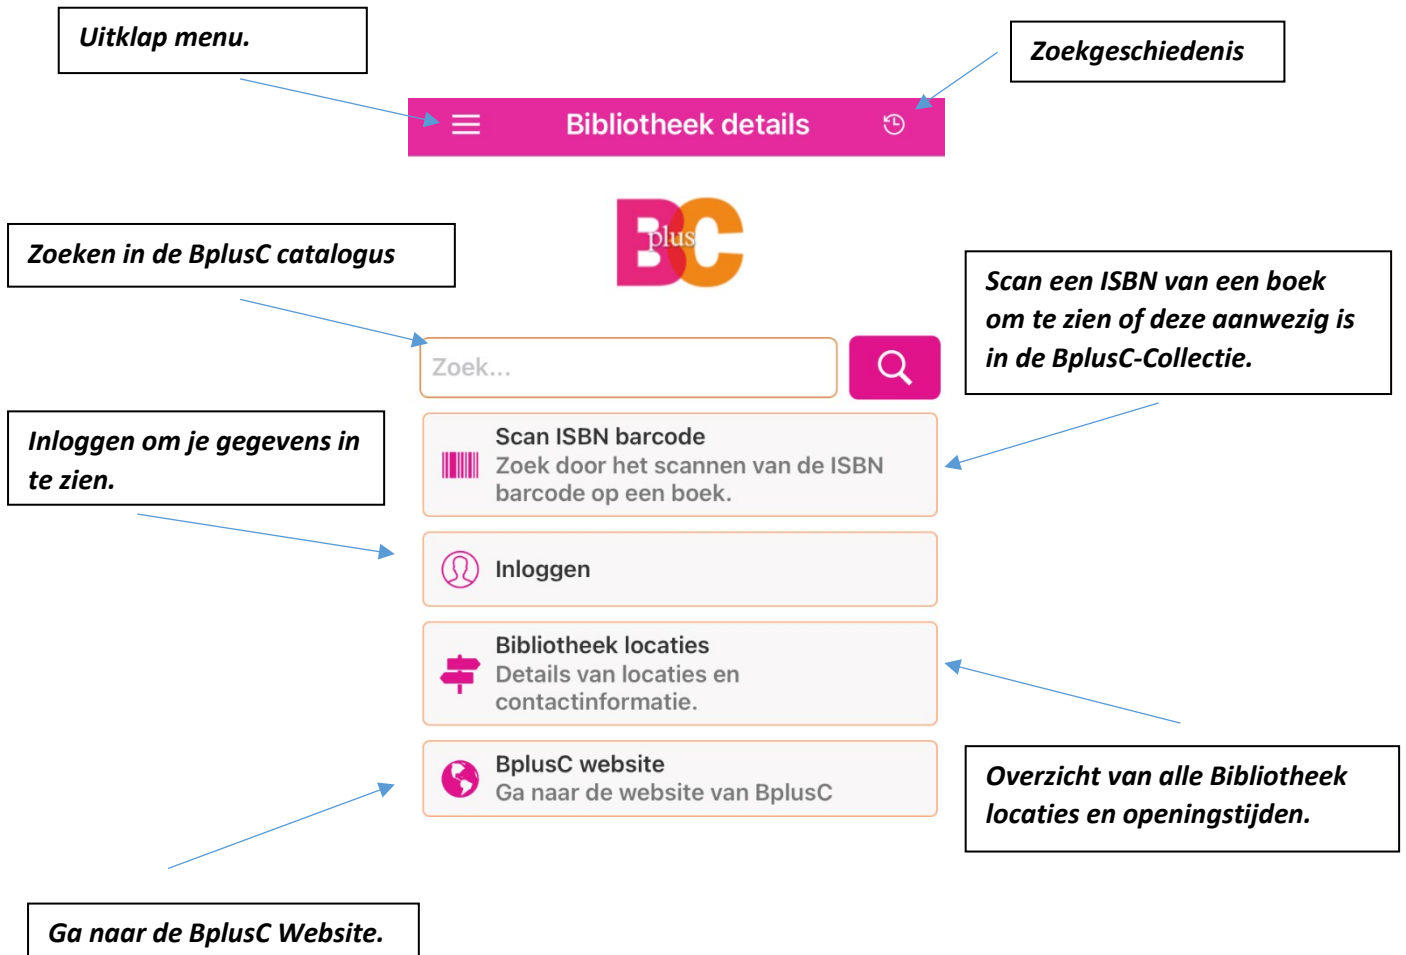 Uitklap menu.
Zoekgeschiedenis
Bibliotheek details
BplusC
Zoeken in de BplusC catalogus
Scan een ISBN van een boek
om te zien of deze aanwezig is
in de BplusC-Collectie.
Zoek...
Inloggen om je gegevens in
te zien.
Scan ISBN barcode
Zoek door het scannen van de ISBN
barcode op een boek.
Inloggen
Bibliotheek locaties
Details van locaties en
contactinformatie.
BplusC website
Ga naar de website van BplusC
Overzicht van alle Bibliotheek
locaties en openingstijden.
Ga naar de BplusC Website.